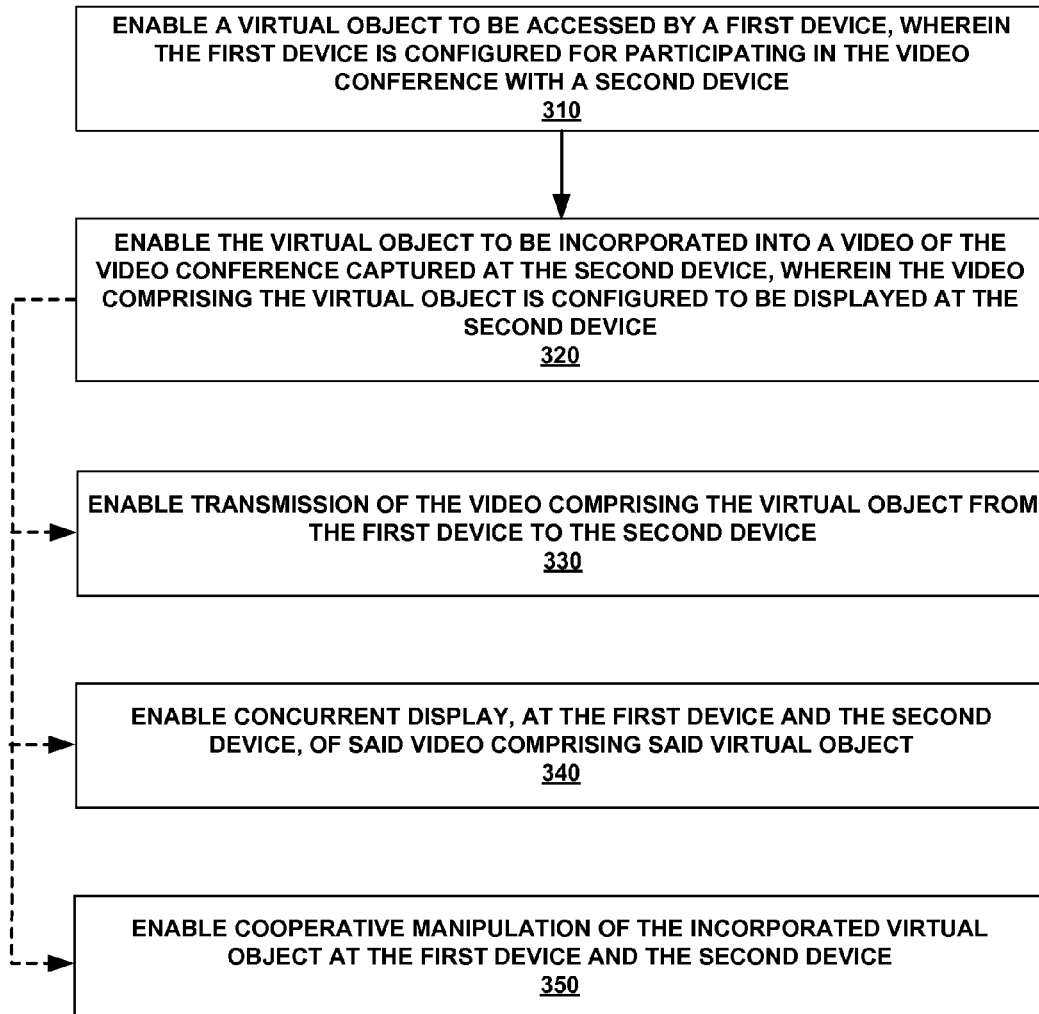 ENABLE A VIRTUAL OBJECT TO BE ACCESSED BY A FIRST DEVICE, WHEREIN
THE FIRST DEVICE IS CONFIGURED FOR PARTICIPATING IN THE VIDEO
CONFERENCE WITH A SECOND DEVICE
310
ENABLE THE VIRTUAL OBJECT TO BE INCORPORATED INTO A VIDEO OF THE
VIDEO CONFERENCE CAPTURED AT THE SECOND DEVICE, WHEREIN THE VIDEO
COMPRISING THE VIRTUAL OBJECT IS CONFIGURED TO BE DISPLAYED AT THE
SECOND DEVICE
320
ENABLE TRANSMISSION OF THE VIDEO COMPRISING THE VIRTUAL OBJECT FROM
THE FIRST DEVICE TO THE SECOND DEVICE
330
ENABLE CONCURRENT DISPLAY, AT THE FIRST DEVICE AND THE SECOND
DEVICE, OF SAID VIDEO COMPRISING SAID VIRTUAL OBJECT
340
ENABLE COOPERATIVE MANIPULATION OF THE INCORPORATED VIRTUAL
OBJECT AT THE FIRST DEVICE AND THE SECOND DEVICE
350